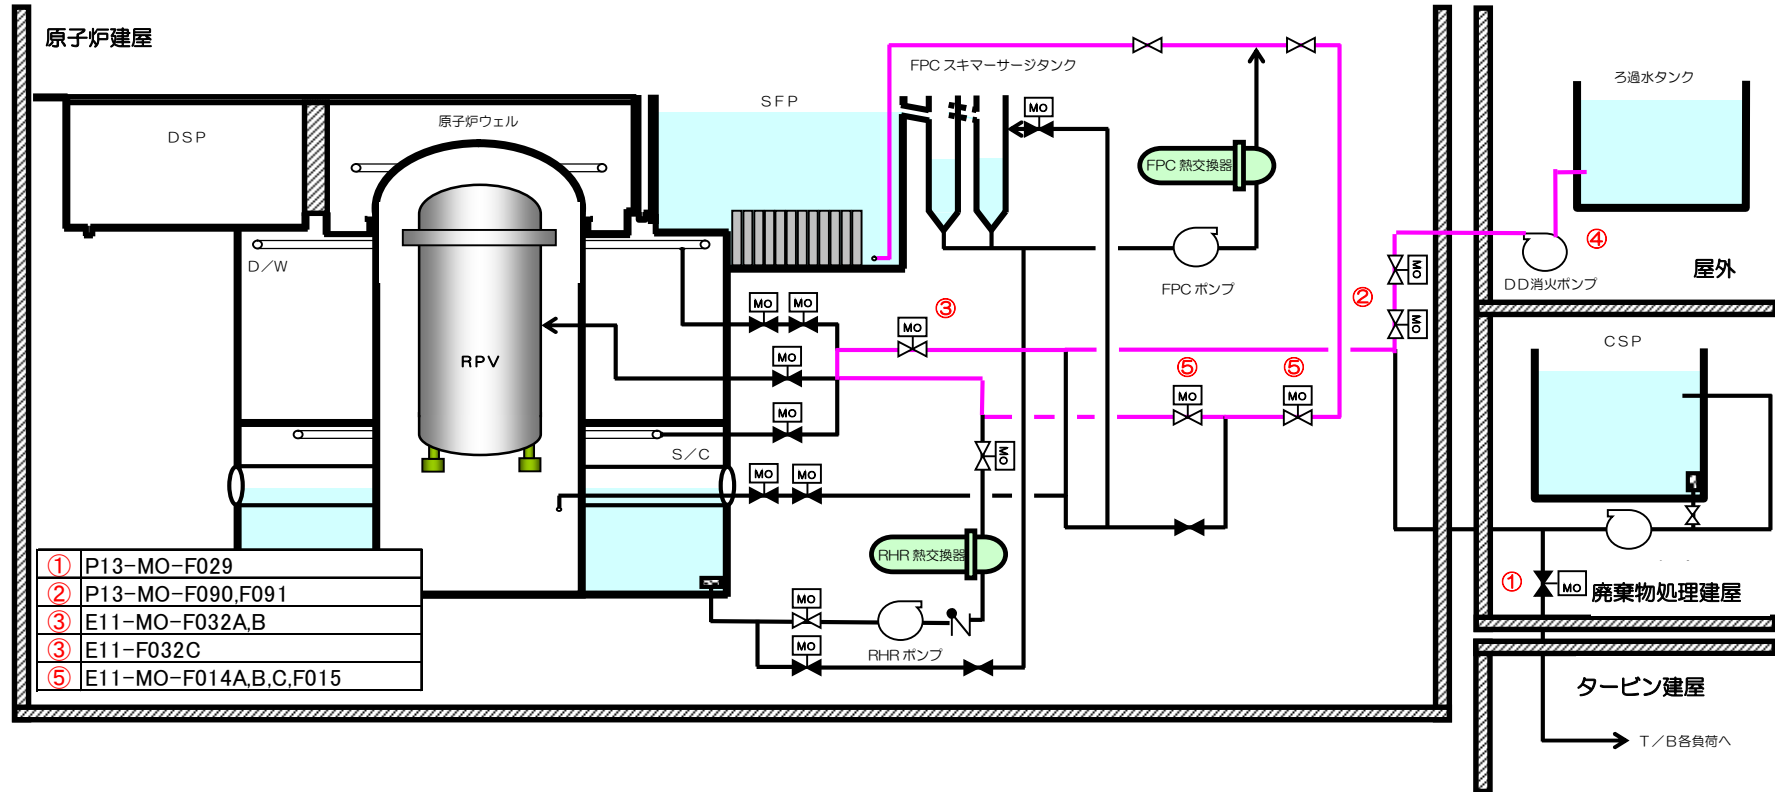 原子炉建屋
FPC スキマーサージタンク
ろ過水タンク
DSP
原子炉ウェル
SFP
MO
FPC 熱交換器
D/W
④
屋外
MO
DD消火ポンプ
FPC ポンプ
②
③
MO
MO
MO
MO
CSP
RPV
MO
⑤
⑤
MO
MO
MO
S/C
MO
MO
MO
RHR 熱交換器
① P13-MO-F029
② P13-MO-F090,F091
③ E11-MO-F032A,B
③ E11-F032C
⑤ E11-MO-F014A,B,C,F015
①
MO
廃棄物処理建屋
MO
MO
RHR ポンプ
タービン建屋
T/B各負荷へ